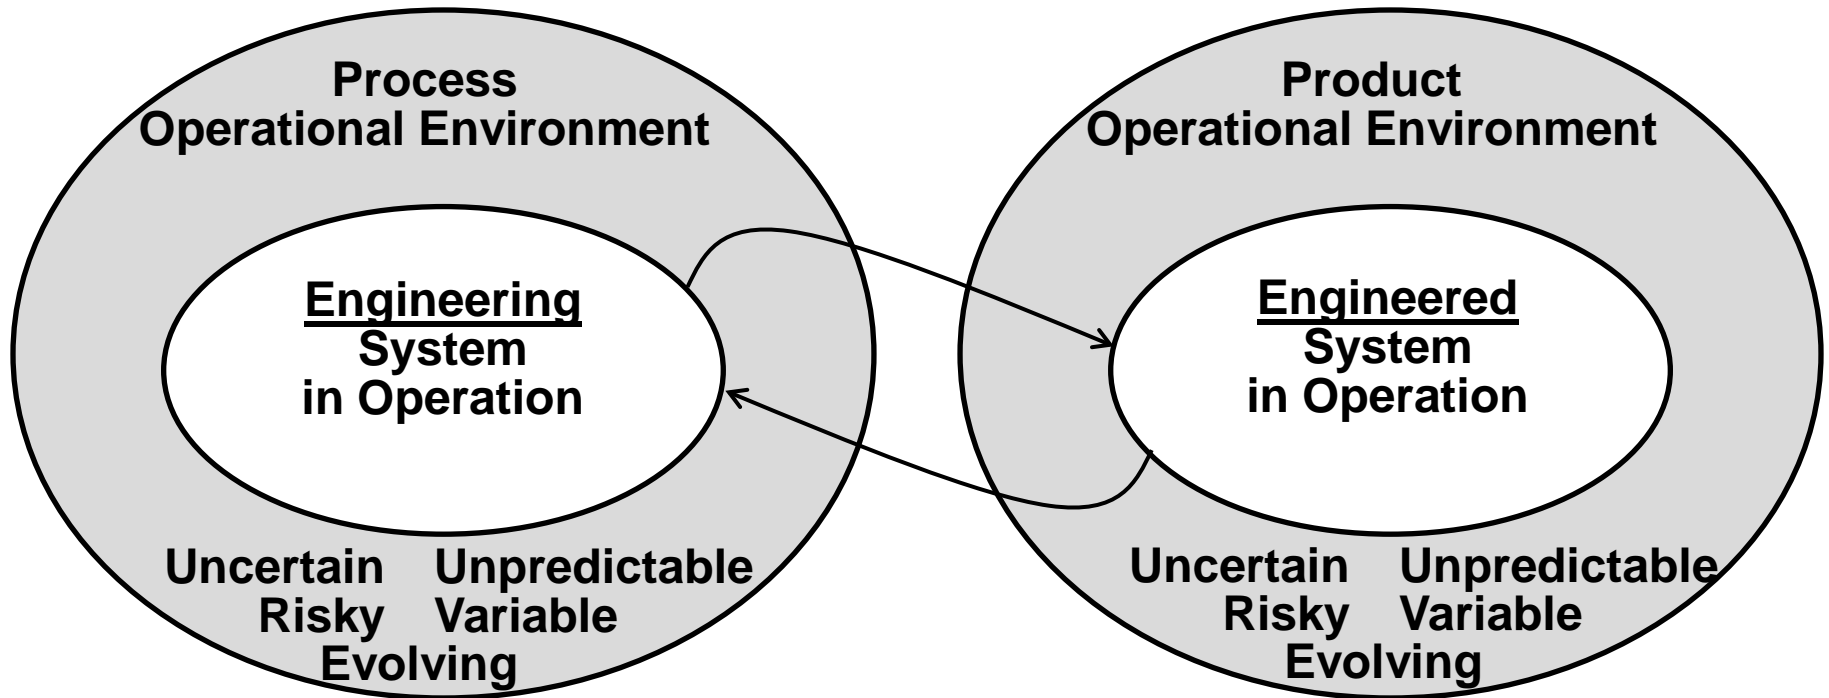 Process
Operational Environment
Engineering
System
in Operation
Uncertain Unpredictable
Risky Variable
Evolving
Product
Operational Environment
Engineered
System
in Operation
Uncertain Unpredictable
Risky Variable
Evolving